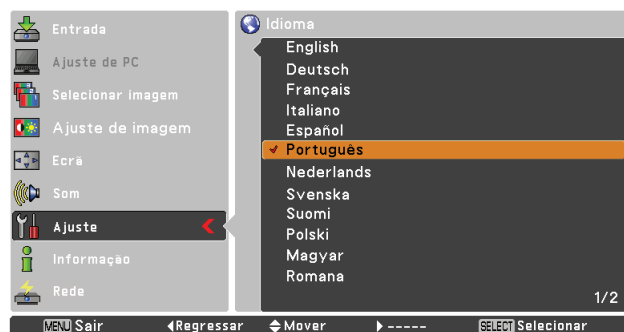 Entrada
Ajuste de PC
Selecionar imagem
Ajuste de imagem
Ecrã
Som
Ajuste
Informação
Rede
Idioma
English
Deutsch
Français
Italiano
Español
Português
Nederlands
Svenska
Suomi
Polski
Magyar
Romana
1/2
MENU Sair Regressar Mover ----- SELECT Selecionar